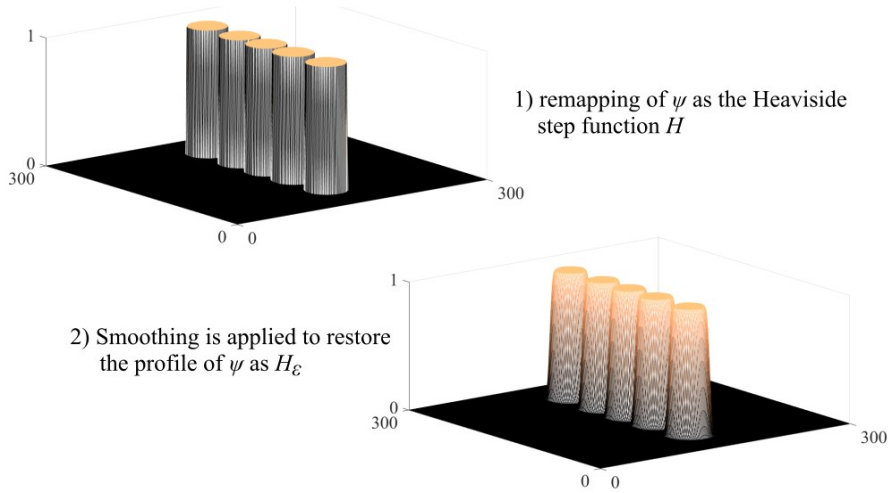 1
0
300
0 0
300
1) remapping of ψ as the Heaviside
step function H
2) Smoothing is applied to restore
the profile of ψ as Hε
1
0
300
0 0
300